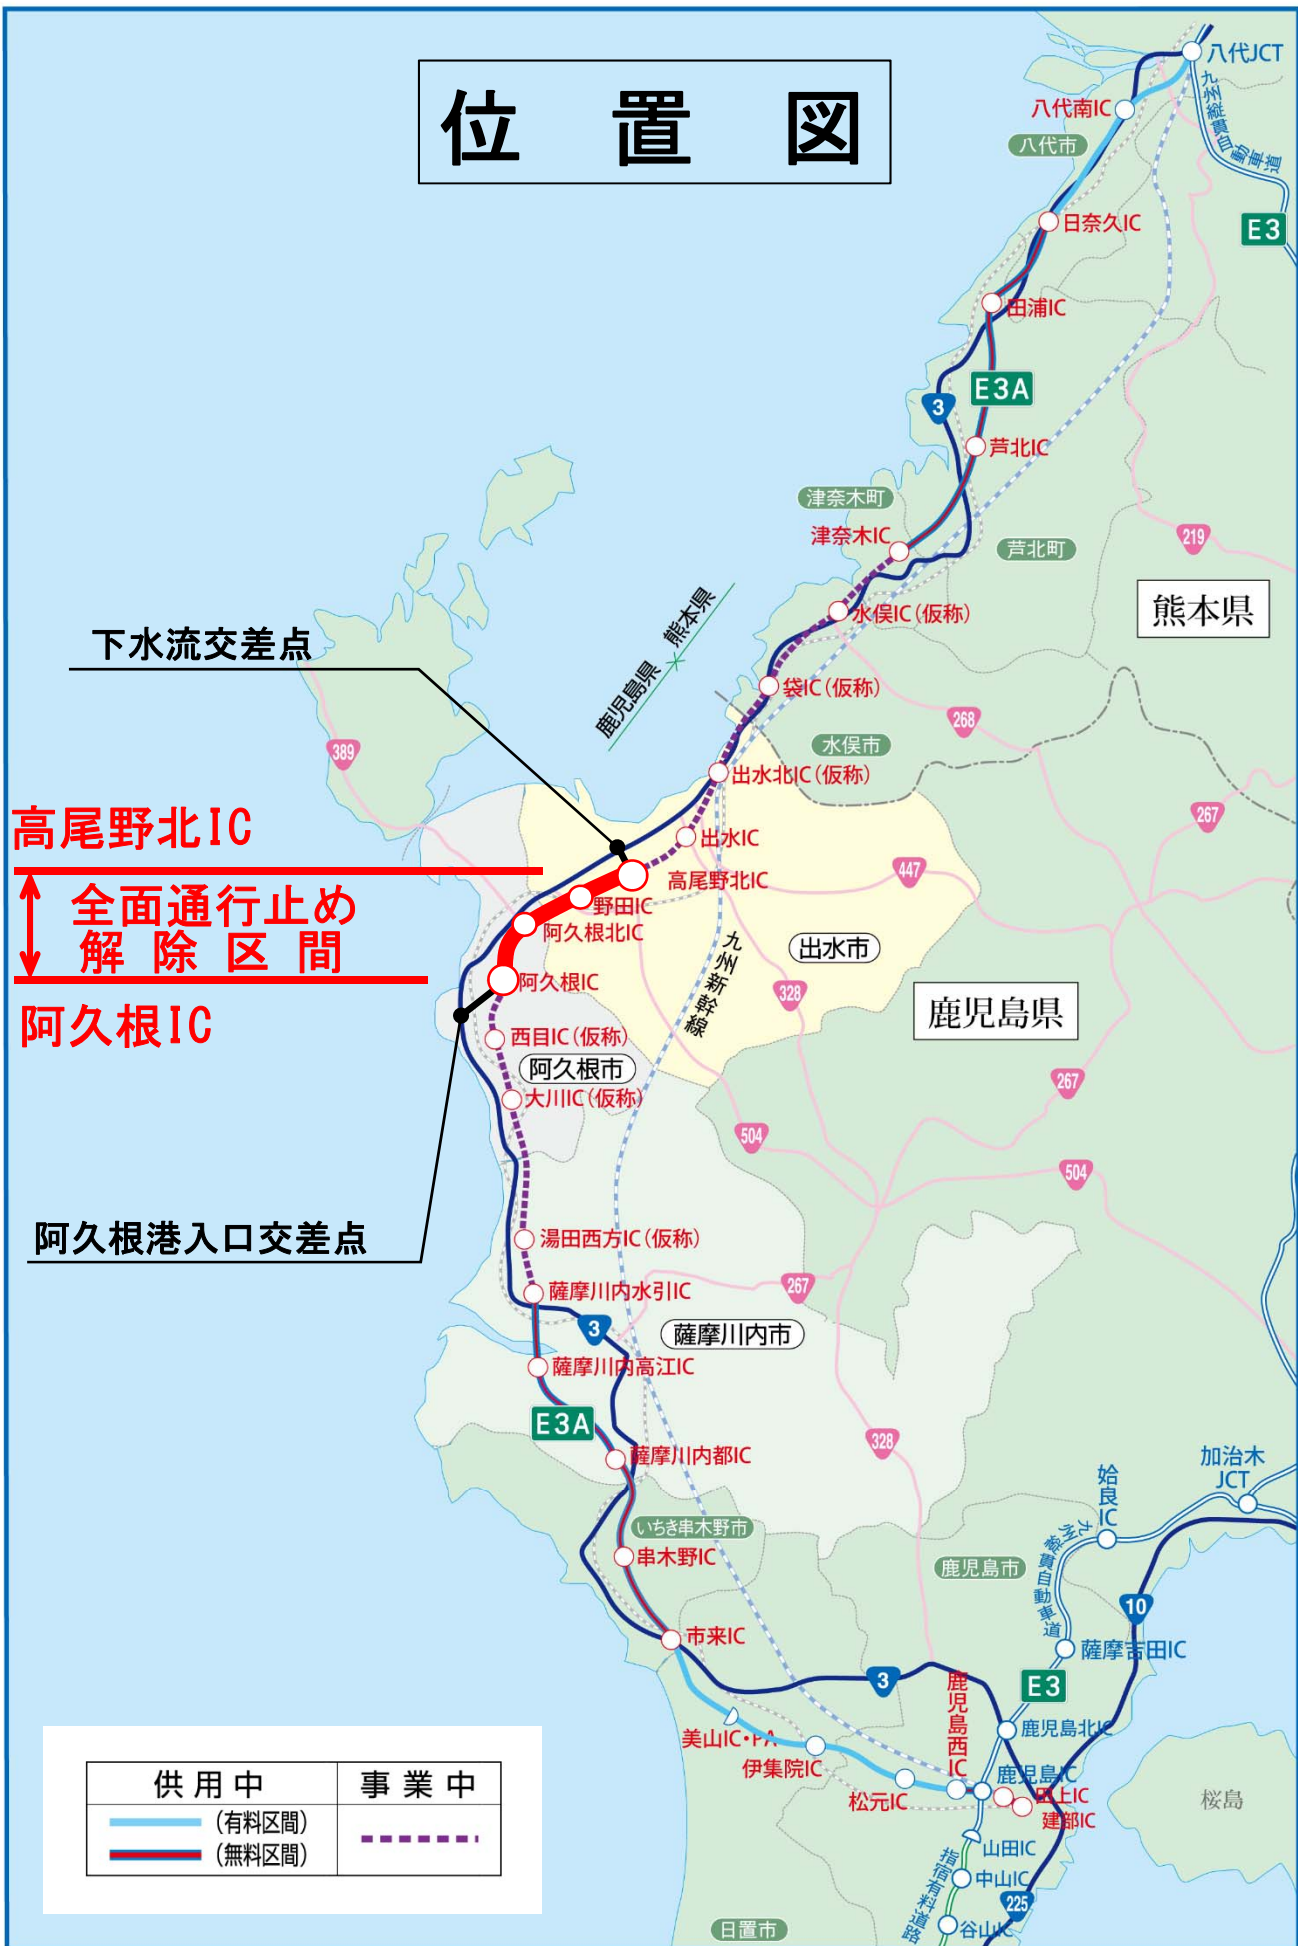 位置図
八代JCT
八代南IC
九州縦貫自動車道
八代市
日奈久IC
E3
田浦IC
E3A
3
芦北IC
津奈木町
津奈木IC
芦北町
219
熊本県
水俣IC(仮称)
熊本県
鹿児島県
下水流交差点
袋IC(仮称)
268
水俣市
389
出水北IC(仮称)
267
高尾野北IC
出水IC
447
高尾野北IC
全面通行止め
解除区間
野田IC
阿久根北IC
九州新幹線
出水市
阿久根IC
328
鹿児島県
阿久根IC
西目IC(仮称)
阿久根市
267
大川IC(仮称)
504
504
阿久根港入口交差点
湯田西方IC(仮称)
薩摩川内水引IC
267
3
薩摩川内市
薩摩川内高江IC
E3A
328
薩摩川内都IC
加治木
JCT
姶良IC
いちき串木野市
串木野IC
九州縦貫自動車道
鹿児島市
10
市来IC
薩摩吉田IC
3
E3
鹿児島西IC
美山IC・PA
鹿児島北IC
伊集院IC
鹿児島IC
松元IC
田上IC
建部IC
桜島
山田IC
指宿有料道路
中山IC
225
谷山IC
日置市
供用中
事業中
(有料区間)
(無料区間)